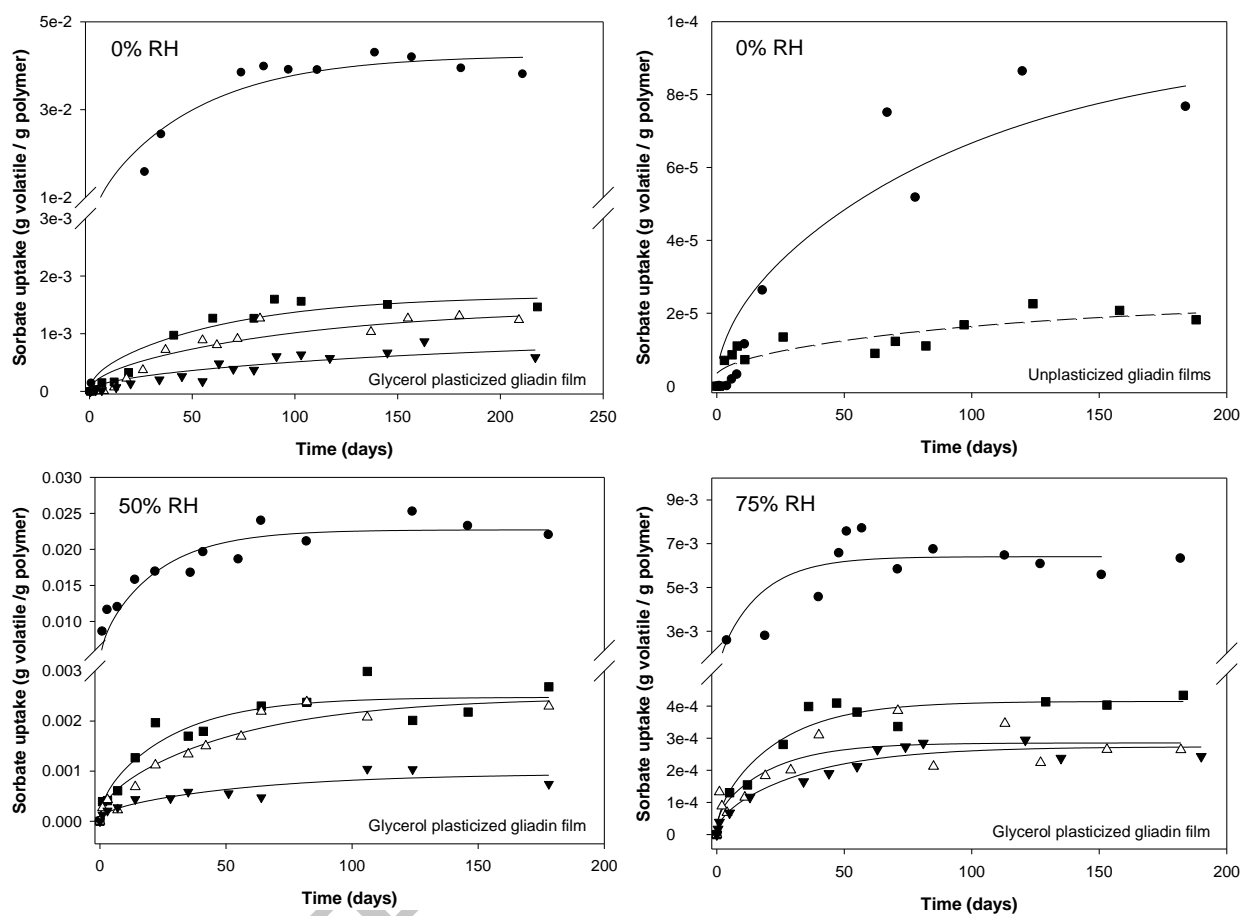 0% RH
Sorbate uptake (g volatile / g polymer)
5e-2
3e-2
1e-2
3e-3
2e-3
1e-3
0
Glycerol plasticized gliadin film
0 50 100 150 200 250
Time (days)
0% RH
Sorbate uptake (g volatile / g polymer)
1e-4
8e-5
6e-5
4e-5
2e-5
0
Unplasticized gliadin films
0 50 100 150 200
Time (days)
50% RH
Sorbate uptake (g volatile /g polymer)
0.030
0.025
0.020
0.015
0.010
0.003
0.002
0.001
0.000
Glycerol plasticized gliadin film
0 50 100 150 200
Time (days)
75% RH
Sorbate uptake (g volatile / g polymer)
9e-3
7e-3
5e-3
3e-3
4e-4
3e-4
2e-4
1e-4
0
Glycerol plasticized gliadin film
0 50 100 150 200
Time (days)